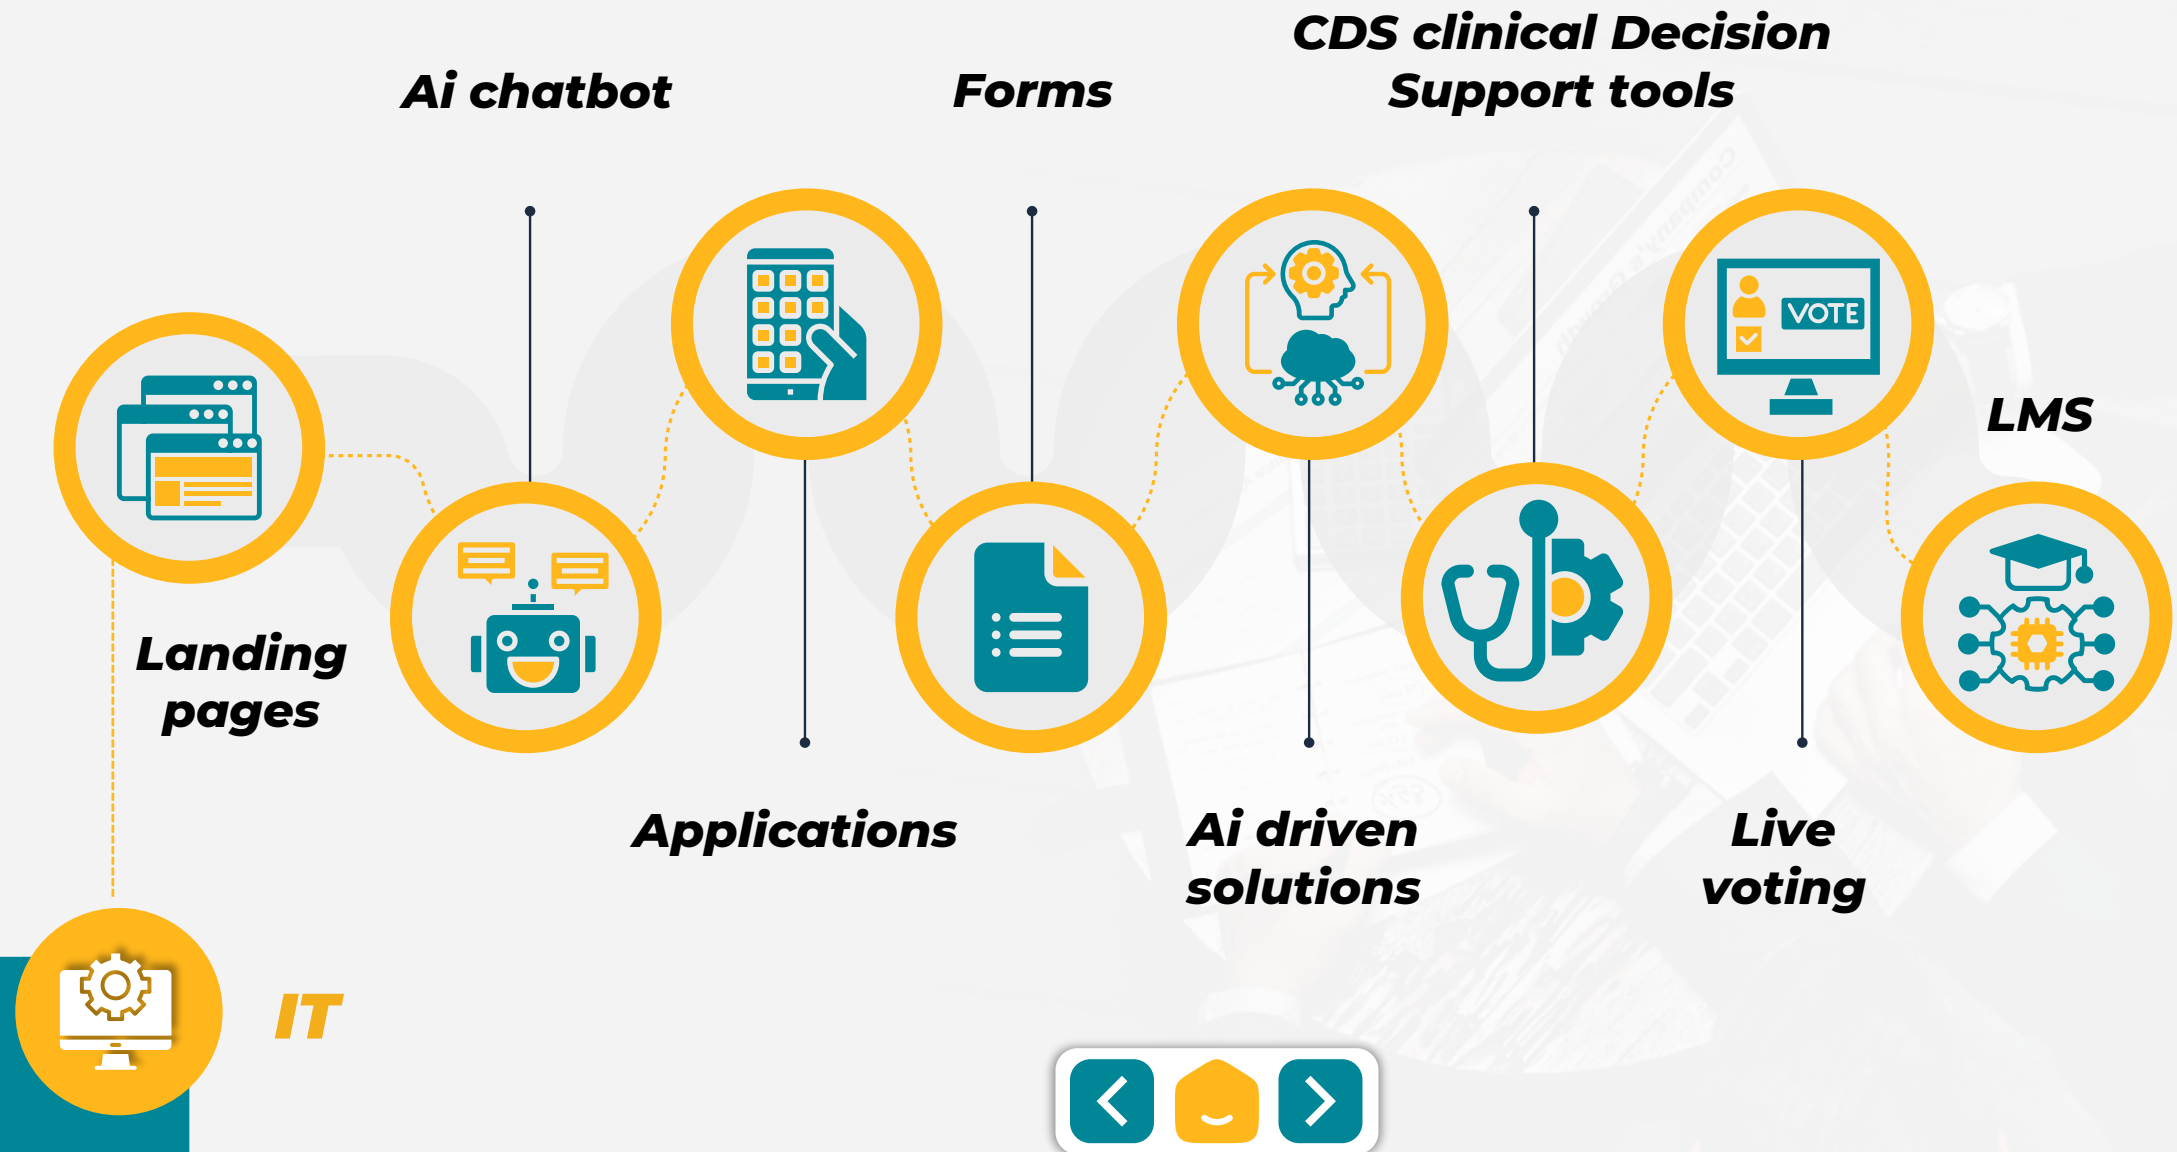 CDS clinical Decision
Support tools
Ai chatbot
Forms
VOTE
LMS
Landing
pages
Applications
Ai driven
solutions
Live
voting
IT